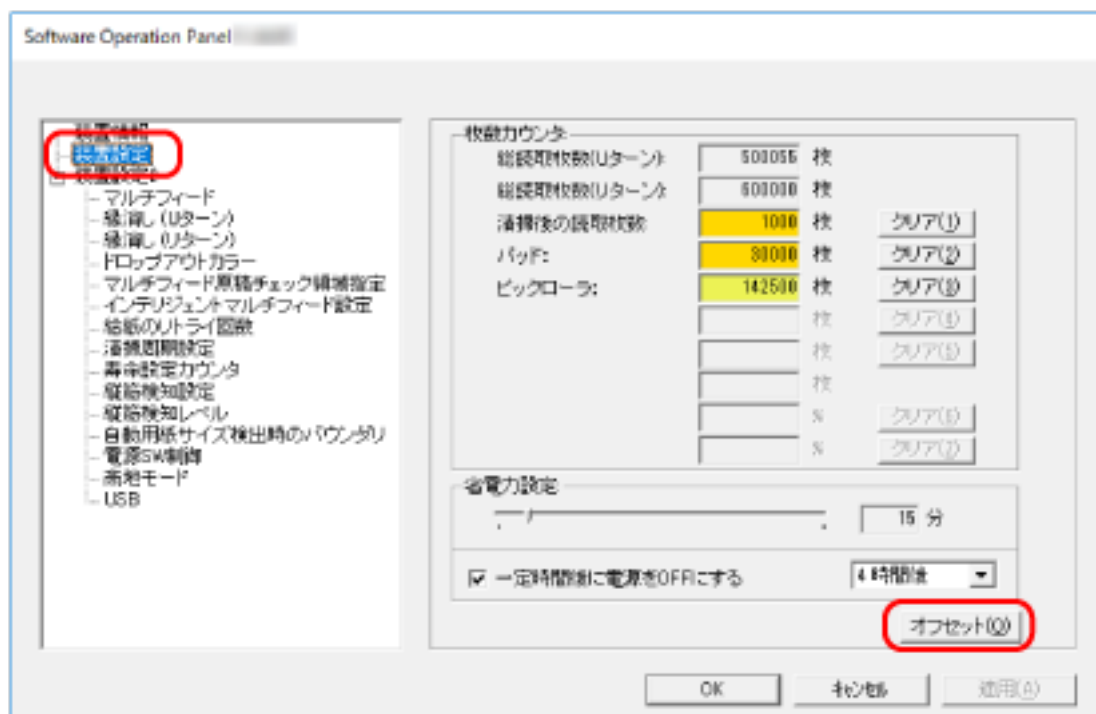 Software Operation Panel
装置情報
装置設定
装置設定2
マルチフィード
縁消し(Uターン)
縁消し(リターン)
ドロップアウトカラー
マルチフィード原稿チェック領域指定
インテリジェントマルチフィード設定
給紙のリトライ回数
清掃周期設定
寿命設定カウンタ
縦筋検知設定
縦筋検知レベル
自動用紙サイズ検出時のバウンダリ
電源SW制御
高地モード
USB
枚数カウンタ
総読取枚数(Uターン): 500055 枚
総読取枚数(リターン): 600000 枚
清掃後の読取枚数: 1000 枚 クリア(1)
パッド: 30000 枚 クリア(2)
ピックローラ: 142500 枚 クリア(3)
枚 クリア(4)
枚 クリア(5)
枚
% クリア(6)
% クリア(7)
省電力設定
15 分
一定時間後に電源をOFFにする 4 時間後
オフセット(O)
OK キャンセル 適用(A)